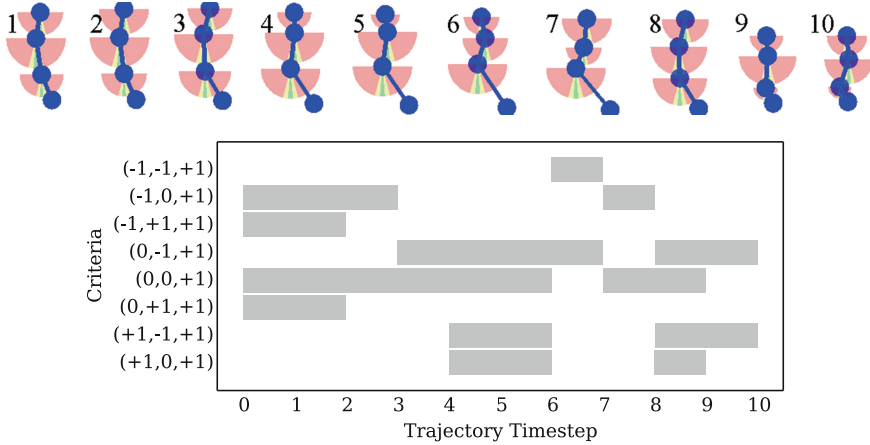 1 2 3 4 5 6 7 8 9 10
(-1,-1,+1)
(-1,0,+1)
(-1,+1,+1)
(0,-1,+1)
(0,0,+1)
(0,+1,+1)
(+1,-1,+1)
(+1,0,+1)
Criteria
0 1 2 3 4 5 6 7 8 9 10
Trajectory Timestep